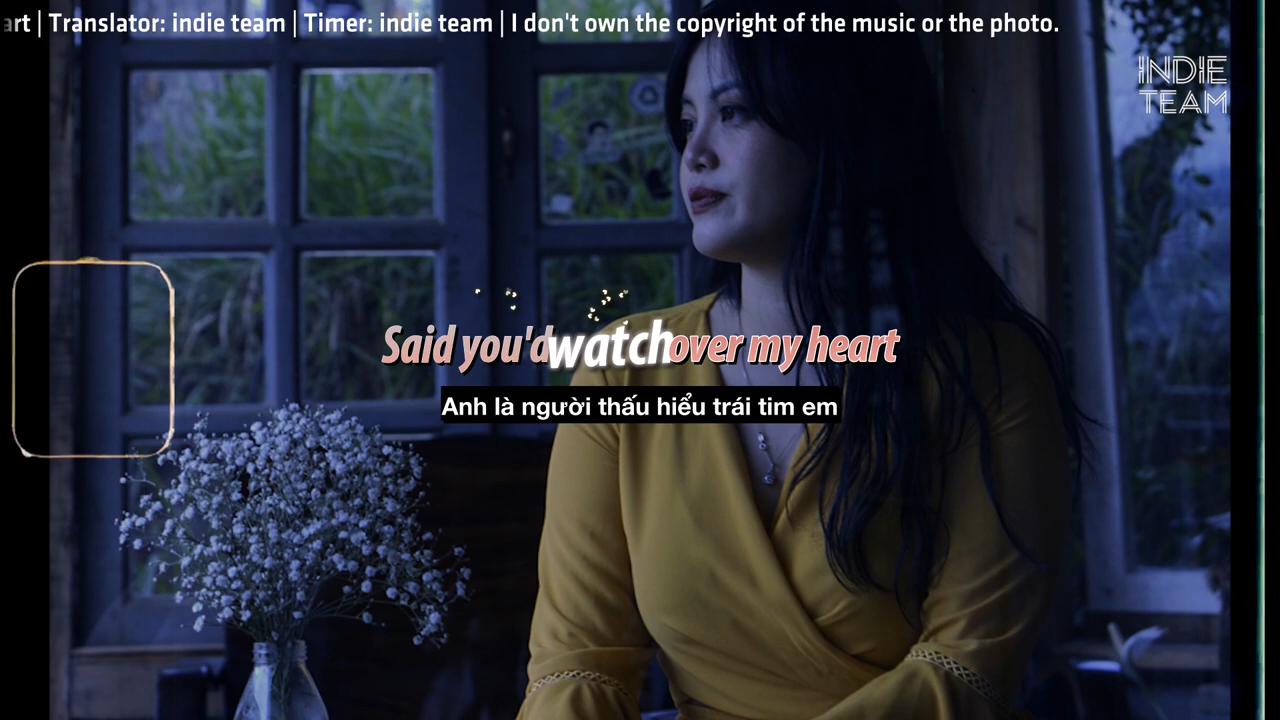 art | Translator: indie team | Timer: indie team | I don't own the copyright of the music or the photo.
INDIE
TEAM
Said you'd watch over my heart
Anh là người thấu hiểu trái tim em